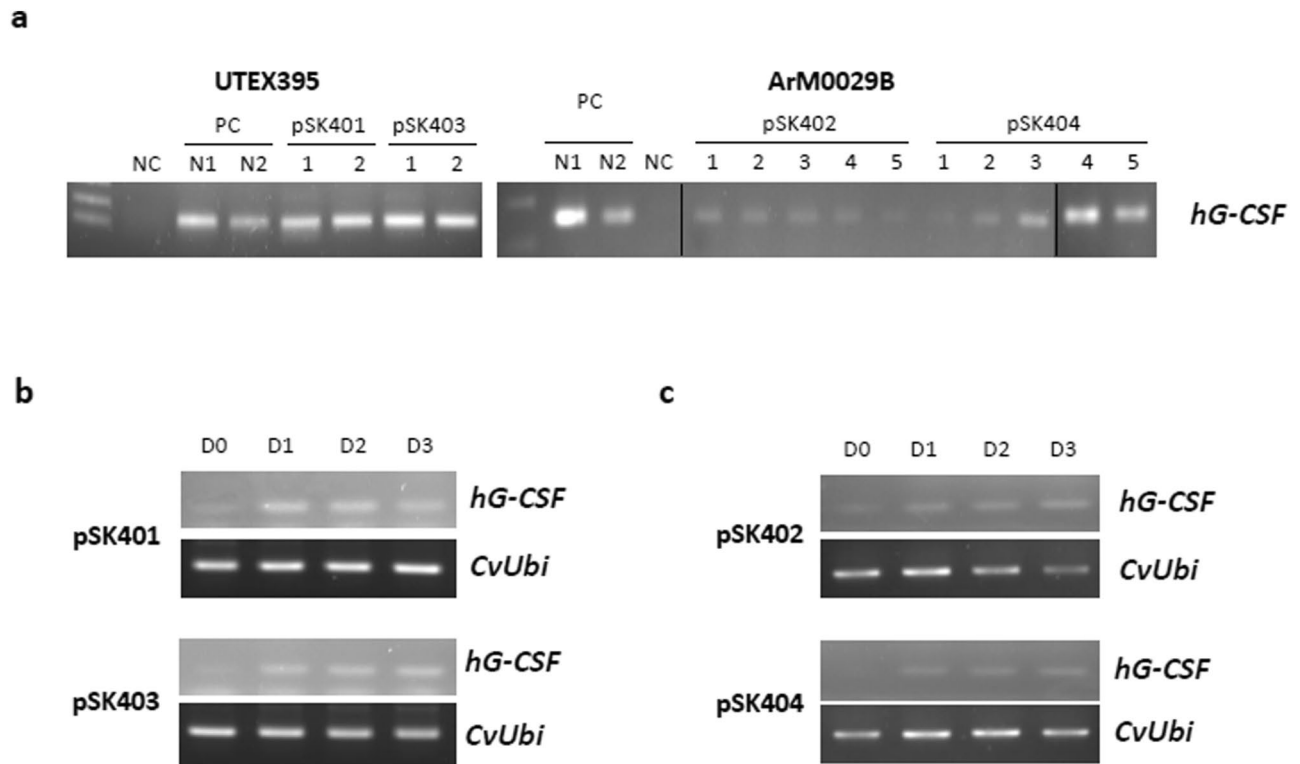 a
UTEX395
ArM0029B
PC pSK401 pSK403
PC
pSK402 pSK404
NC N1 N2 1 2 1 2
N1 N2 NC 1 2 3 4 5 1 2 3 4 5
hG-CSF
b
D0 D1 D2 D3
pSK401
hG-CSF
CvUbi
pSK403
hG-CSF
CvUbi
c
D0 D1 D2 D3
pSK402
hG-CSF
CvUbi
pSK404
hG-CSF
CvUbi